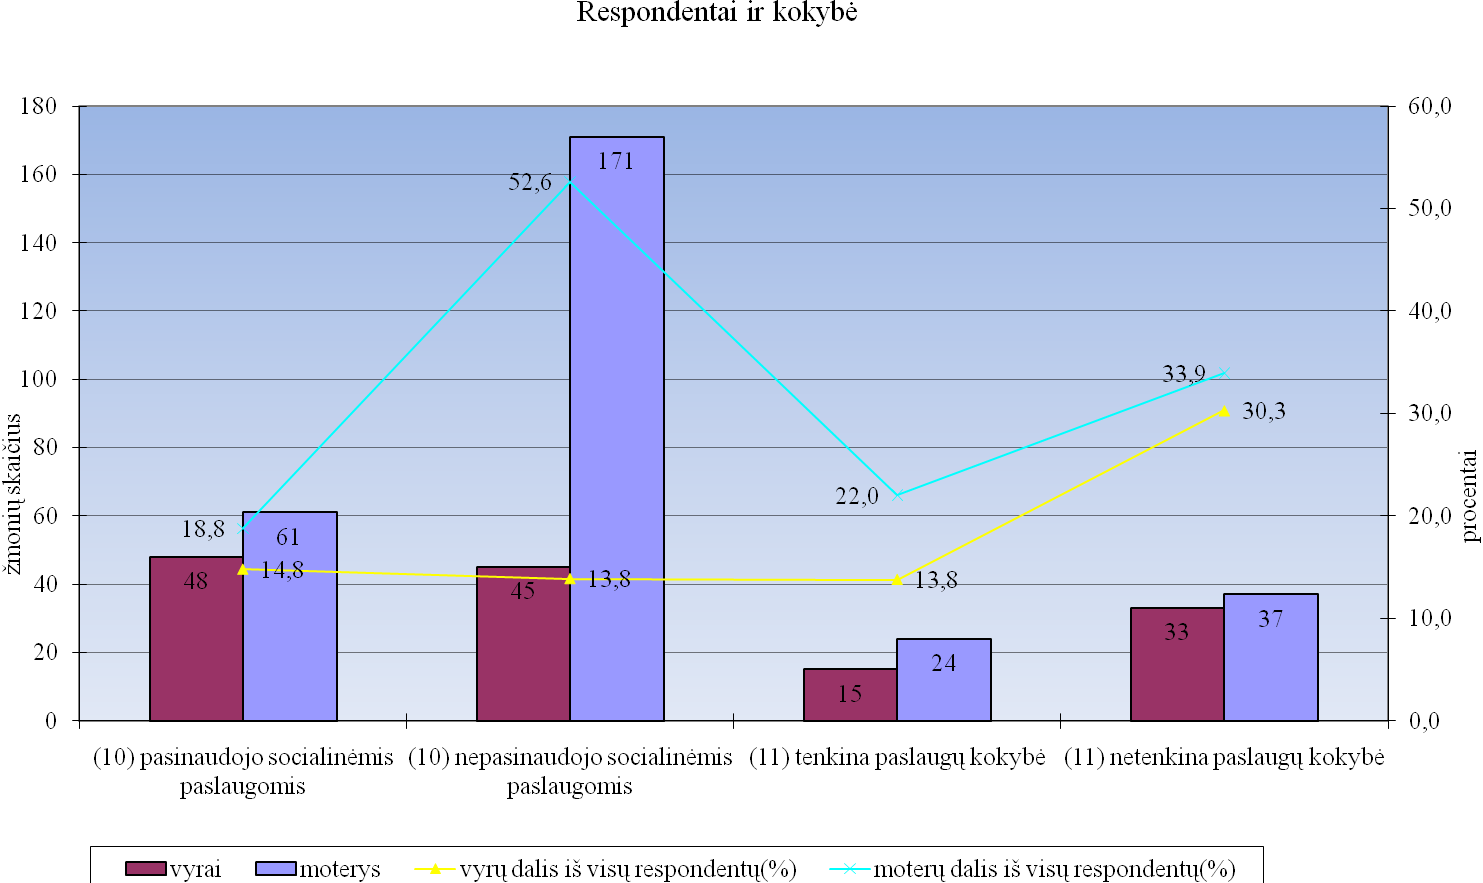 Respondentai ir kokybė
180
160
140
120
100
80
60
40
20
0
žmonių skaičius
60,0
50,0
40,0
30,0
20,0
10,0
0,0
procentai
48
61
45
171
15
24
33
37
18,8
52,6
22,0
33,9
14,8
13,8
13,8
30,3
(10) pasinaudojo socialinėmis
paslaugomis
(10) nepasinaudojo socialinėmis
paslaugomis
(11) tenkina paslaugų kokybė
(11) netenkina paslaugų kokybė
vyrai
moterys
vyrų dalis iš visų respondentų(%)
moterų dalis iš visų respondentų(%)